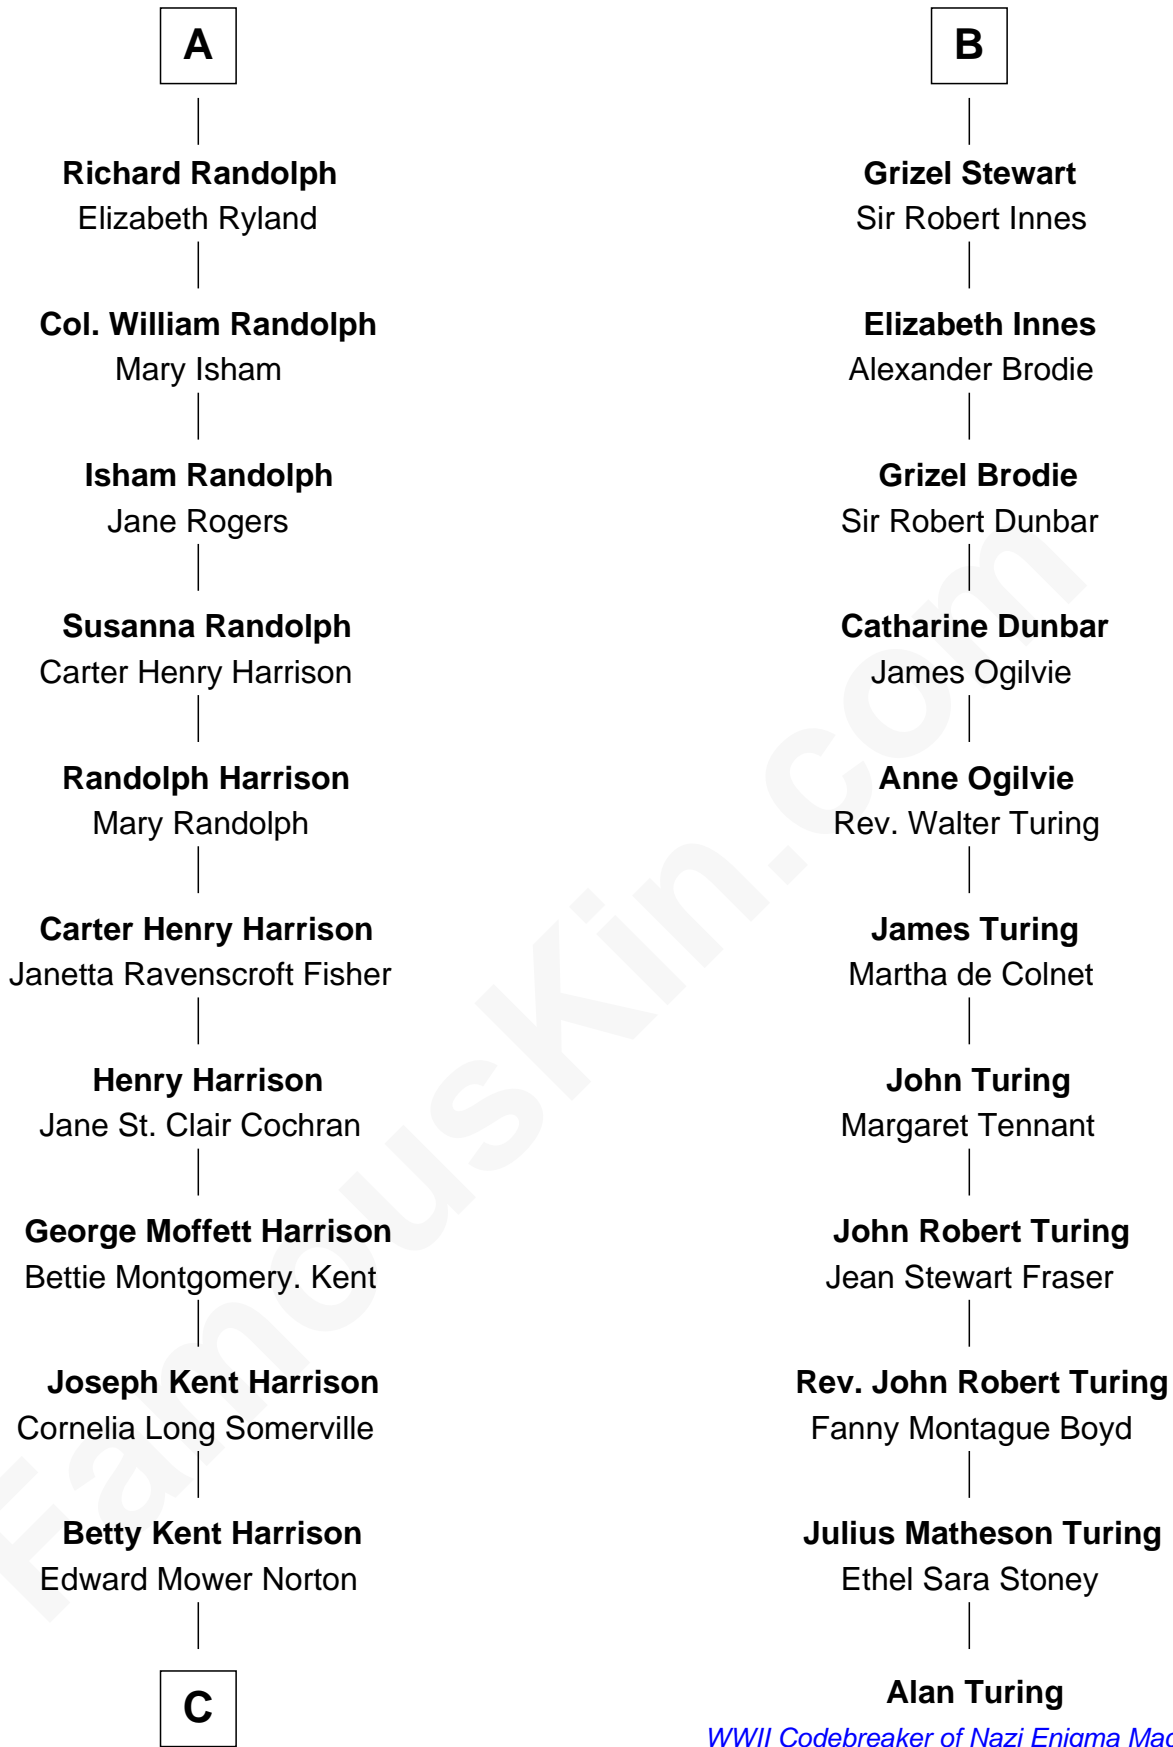 A
Richard Randolph
Elizabeth Ryland
Col. William Randolph
Mary Isham
Isham Randolph
Jane Rogers
Susanna Randolph
Carter Henry Harrison
Randolph Harrison
Mary Randolph
Carter Henry Harrison
Janetta Ravenscroft Fisher
Henry Harrison
Jane St. Clair Cochran
George Moffett Harrison
Bettie Montgomery. Kent
Joseph Kent Harrison
Cornelia Long Somerville
Betty Kent Harrison
Edward Mower Norton
C
B
Grizel Stewart
Sir Robert Innes
Elizabeth Innes
Alexander Brodie
Grizel Brodie
Sir Robert Dunbar
Catharine Dunbar
James Ogilvie
Anne Ogilvie
Rev. Walter Turing
James Turing
Martha de Colnet
John Turing
Margaret Tennant
John Robert Turing
Jean Stewart Fraser
Rev. John Robert Turing
Fanny Montague Boyd
Julius Matheson Turing
Ethel Sara Stoney
Alan Turing
WWII Codebreaker of Nazi Enigma Mac
FamousKin.com